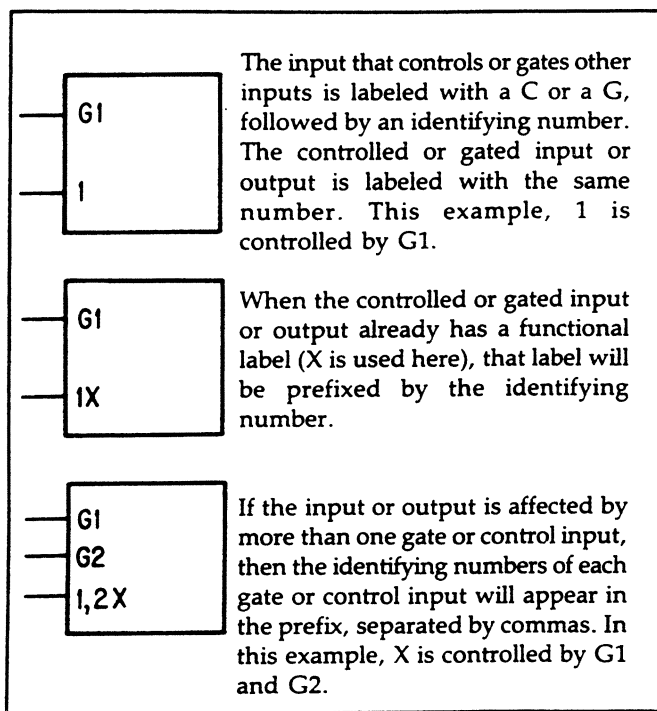 G1
1
The input that controls or gates other
inputs is labeled with a C or a G,
followed by an identifying number.
The controlled or gated input or
output is labeled with the same
number. This example, 1 is
controlled by G1.
G1
1X
When the controlled or gated input
or output already has a functional
label (X is used here), that label will
be prefixed by the identifying
number.
G1
G2
1,2X
If the input or output is affected by
more than one gate or control input,
then the identifying numbers of each
gate or control input will appear in
the prefix, separated by commas. In
this example, X is controlled by G1
and G2.